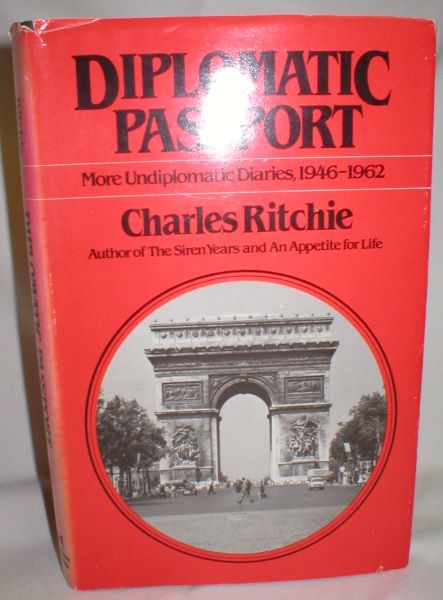 DIPLOMATIC
PASSPORT
More Undiplomatic Diaries, 1946–1962
Charles Ritchie
Author of The Siren Years and An Appetite for Life